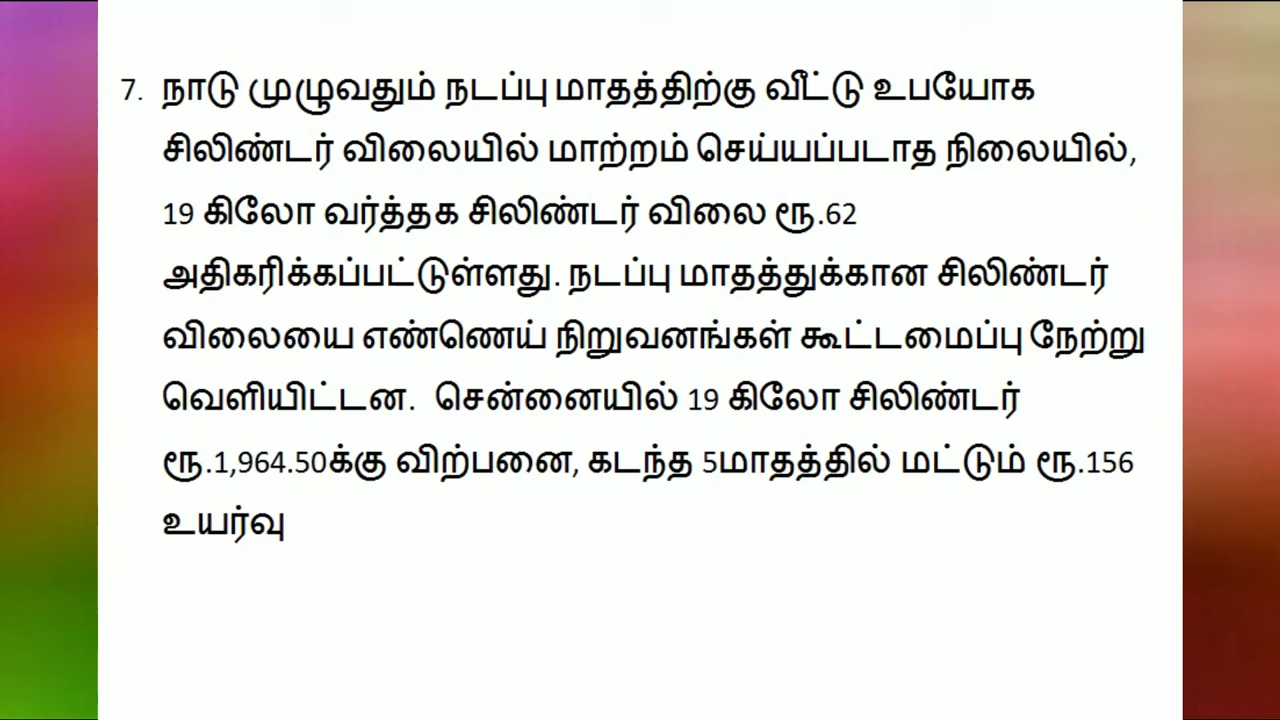 7. நாடு முழுவதும் நடப்பு மாதத்திற்கு வீட்டு உபயோக
சிலிண்டர் விலையில் மாற்றம் செய்யப்படாத நிலையில்,
19 கிலோ வர்த்தக சிலிண்டர் விலை ரூ.62
அதிகரிக்கப்பட்டுள்ளது. நடப்பு மாதத்துக்கான சிலிண்டர்
விலையை எண்ணெய் நிறுவனங்கள் கூட்டமைப்பு நேற்று
வெளியிட்டன. சென்னையில் 19 கிலோ சிலிண்டர்
ரூ.1,964.50க்கு விற்பனை, கடந்த 5மாதத்தில் மட்டும் ரூ.156
உயர்வு